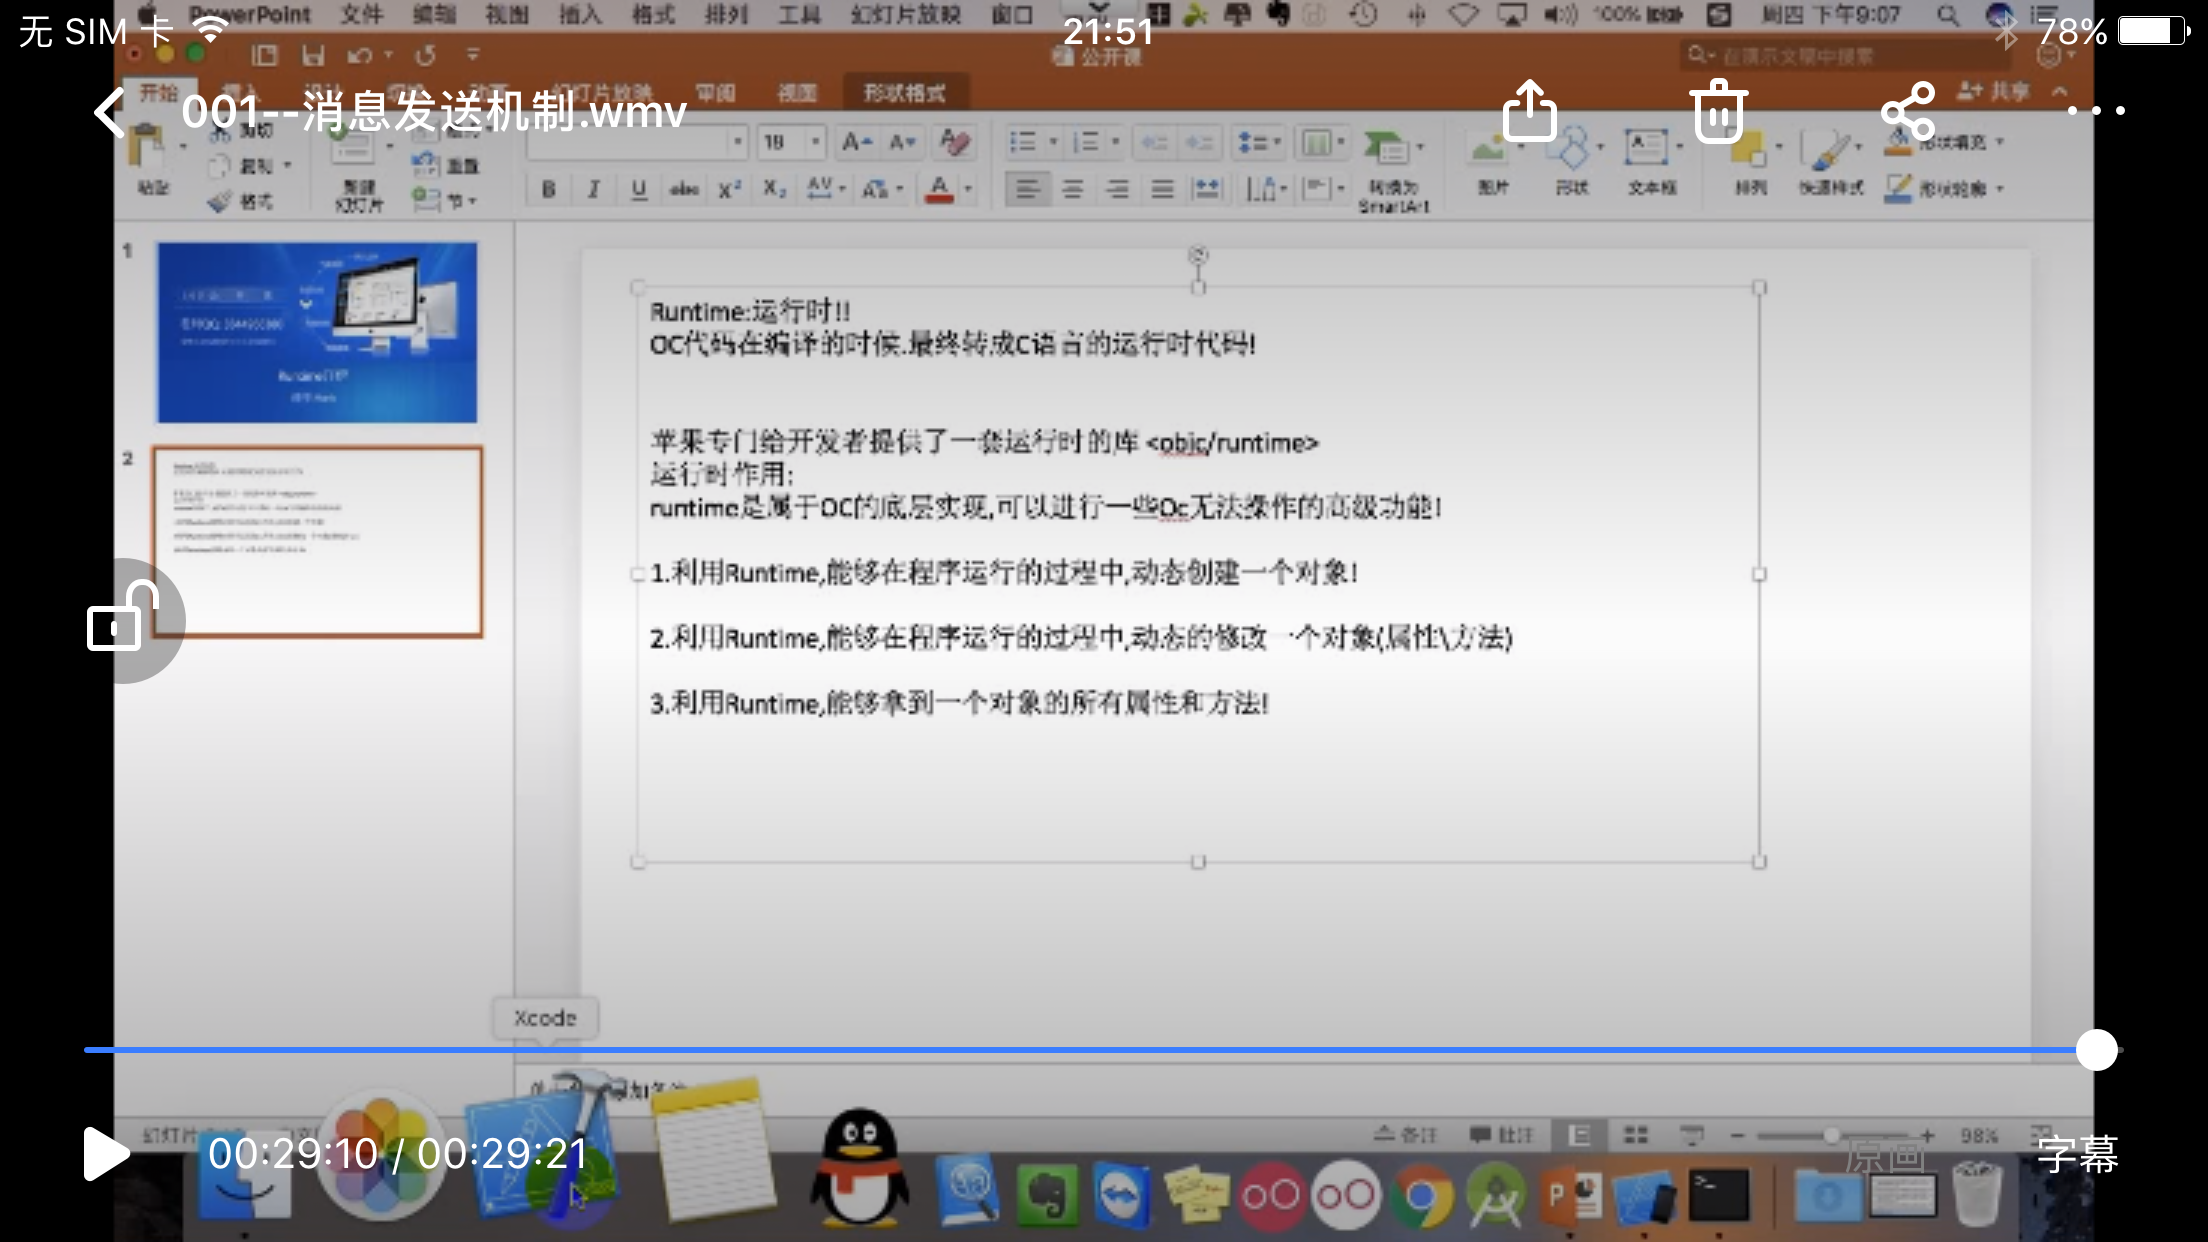 无 SIM 卡
21:51
78%
PowerPoint 文件 编辑 视图 插入 格式 排列 工具 幻灯片放映 窗口
100%
周四 下午9:07
公开课
在演示文稿中搜索
开始
审阅 视图 形状格式
共享
001--消息发送机制.wmv
粘贴
剪切
复制
格式
新建
幻灯片
重置
节
18
B I U abc X² X₂ AV A
转换为
SmartArt
图片 形状 文本框 排列 快速样式
形状填充
形状轮廓
1
2
Runtime:运行时!!
OC代码在编译的时候.最终转成C语言的运行时代码!
苹果专门给开发者提供了一套运行时的库 <objc/runtime>
运行时作用:
runtime是属于OC的底层实现,可以进行一些Oc无法操作的高级功能!
1.利用Runtime,能够在程序运行的过程中,动态创建一个对象!
2.利用Runtime,能够在程序运行的过程中,动态的修改一个对象(属性\方法)
3.利用Runtime,能够拿到一个对象的所有属性和方法!
Xcode
备注 批注
98%
00:29:10 / 00:29:21
原画
字幕